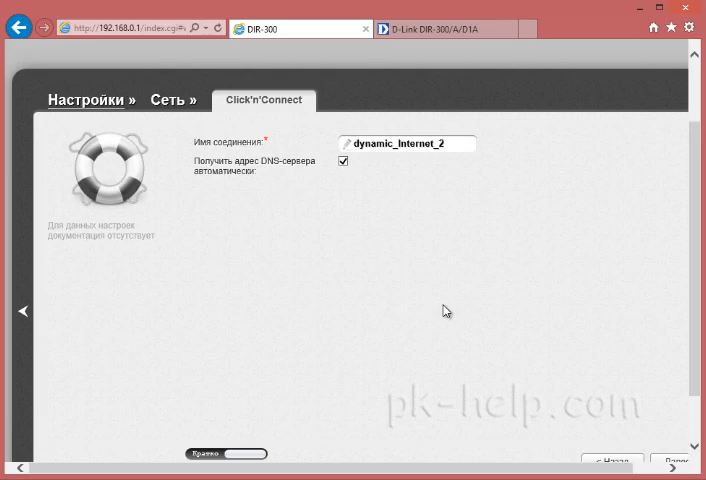 http://192.168.0.1/index.cgi#w
DIR-300
D-Link DIR-300/A/D1A
Настройки » Сеть » Click'n'Connect
Имя соединения:* dynamic_Internet_2
Получить адрес DNS-сервера
автоматически:
Для данных настроек
документация отсутствует
pk-help.com
Кратко
< Назад